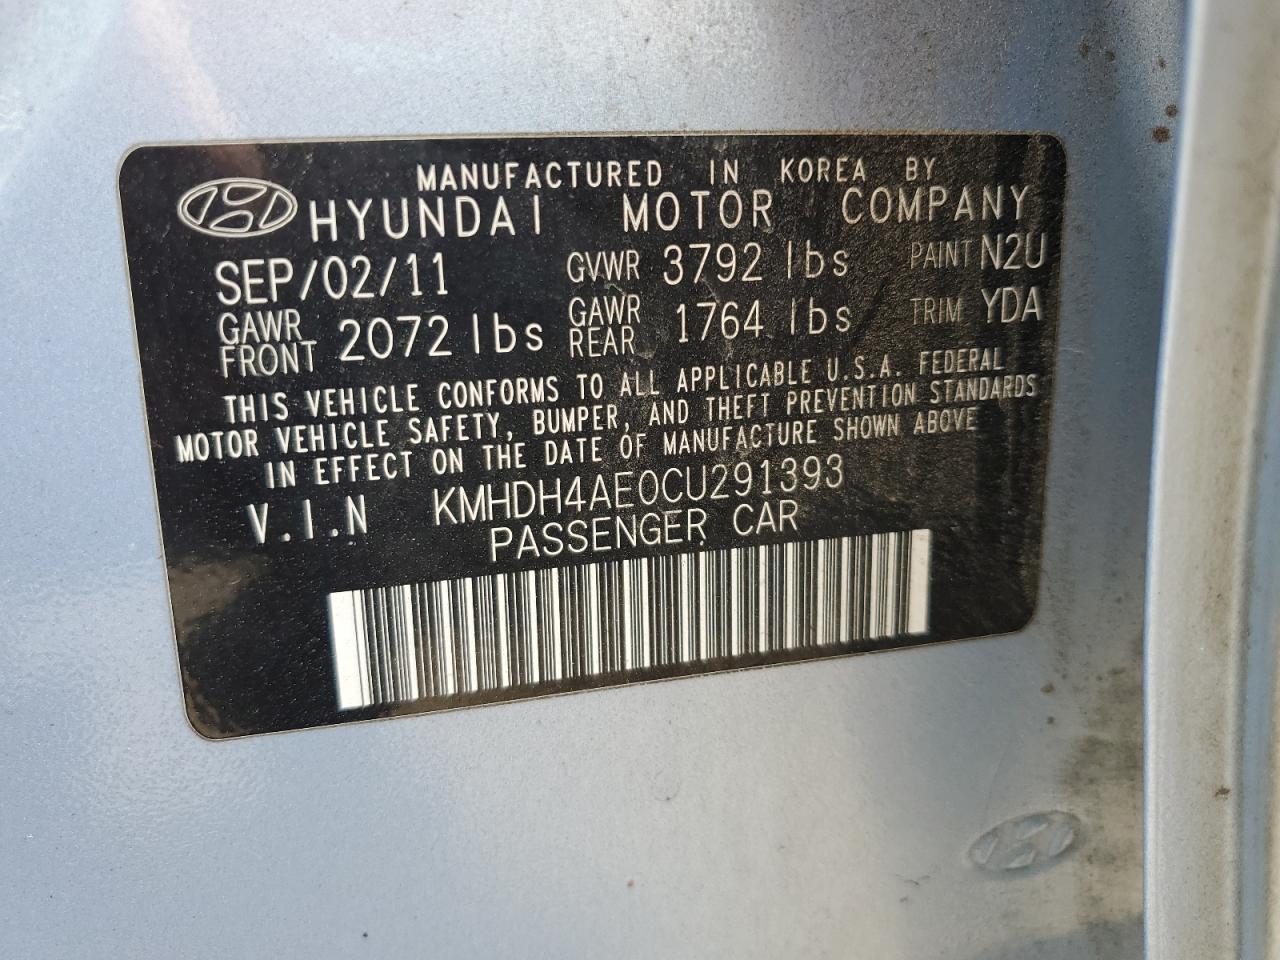 MANUFACTURED IN KOREA BY
HYUNDAI MOTOR COMPANY
SEP/02/11 GVWR 3792 lbs PAINT N2U
GAWR FRONT 2072 lbs GAWR REAR 1764 lbs TRIM YDA
THIS VEHICLE CONFORMS TO ALL APPLICABLE U.S.A. FEDERAL
MOTOR VEHICLE SAFETY, BUMPER, AND THEFT PREVENTION STANDARDS
IN EFFECT ON THE DATE OF MANUFACTURE SHOWN ABOVE
V.I.N KMHDH4AE0CU291393
PASSENGER CAR